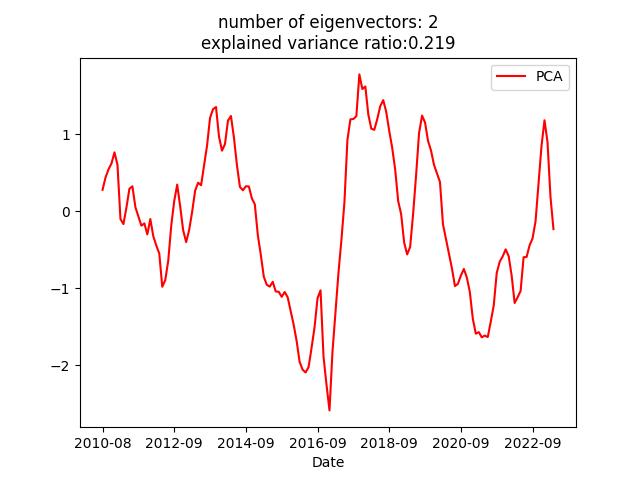 number of eigenvectors: 2
explained variance ratio:0.219
PCA
1
0
−1
−2
2010-08 2012-09 2014-09 2016-09 2018-09 2020-09 2022-09
Date